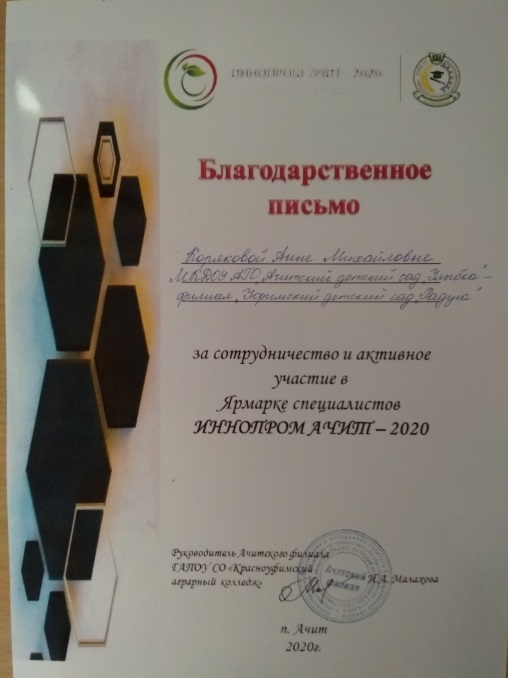 ИННОПРОМ АЧИТ - 2020
Благодарственное
письмо
Коряковой Анне Михайловне
МКДОУ АГО „Ачитский детский сад „Улыбка" –
филиал „Уфимский детский сад „Радуга"
за сотрудничество и активное
участие в
Ярмарке специалистов
ИННОПРОМ АЧИТ – 2020
Руководитель Ачитского филиала
ГАПОУ СО «Красноуфимский
аграрный колледж»
Ачитский
филиал
И.А. Малахова
п. Ачит
2020г.